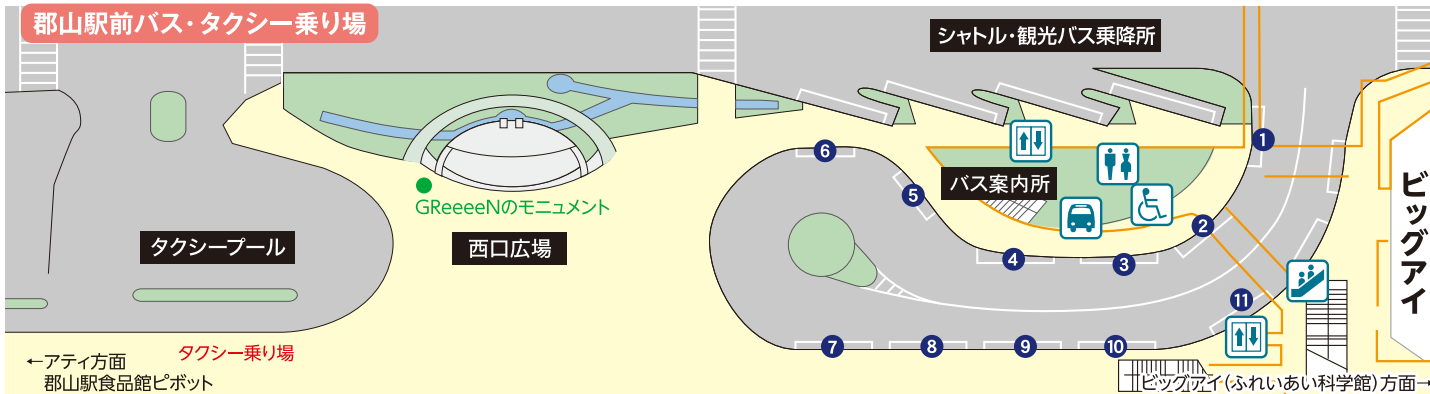 郡山駅前バス・タクシー乗り場
シャトル・観光バス乗降所
1
6
バス案内所
5
ビッグアイ
GReeeeNのモニュメント
2
タクシープール
西口広場
4
3
11
7
8
9
10
タクシー乗り場
←アティ方面
郡山駅食品館ピボット
ビッグアイ(ふれいあい科学館)方面→